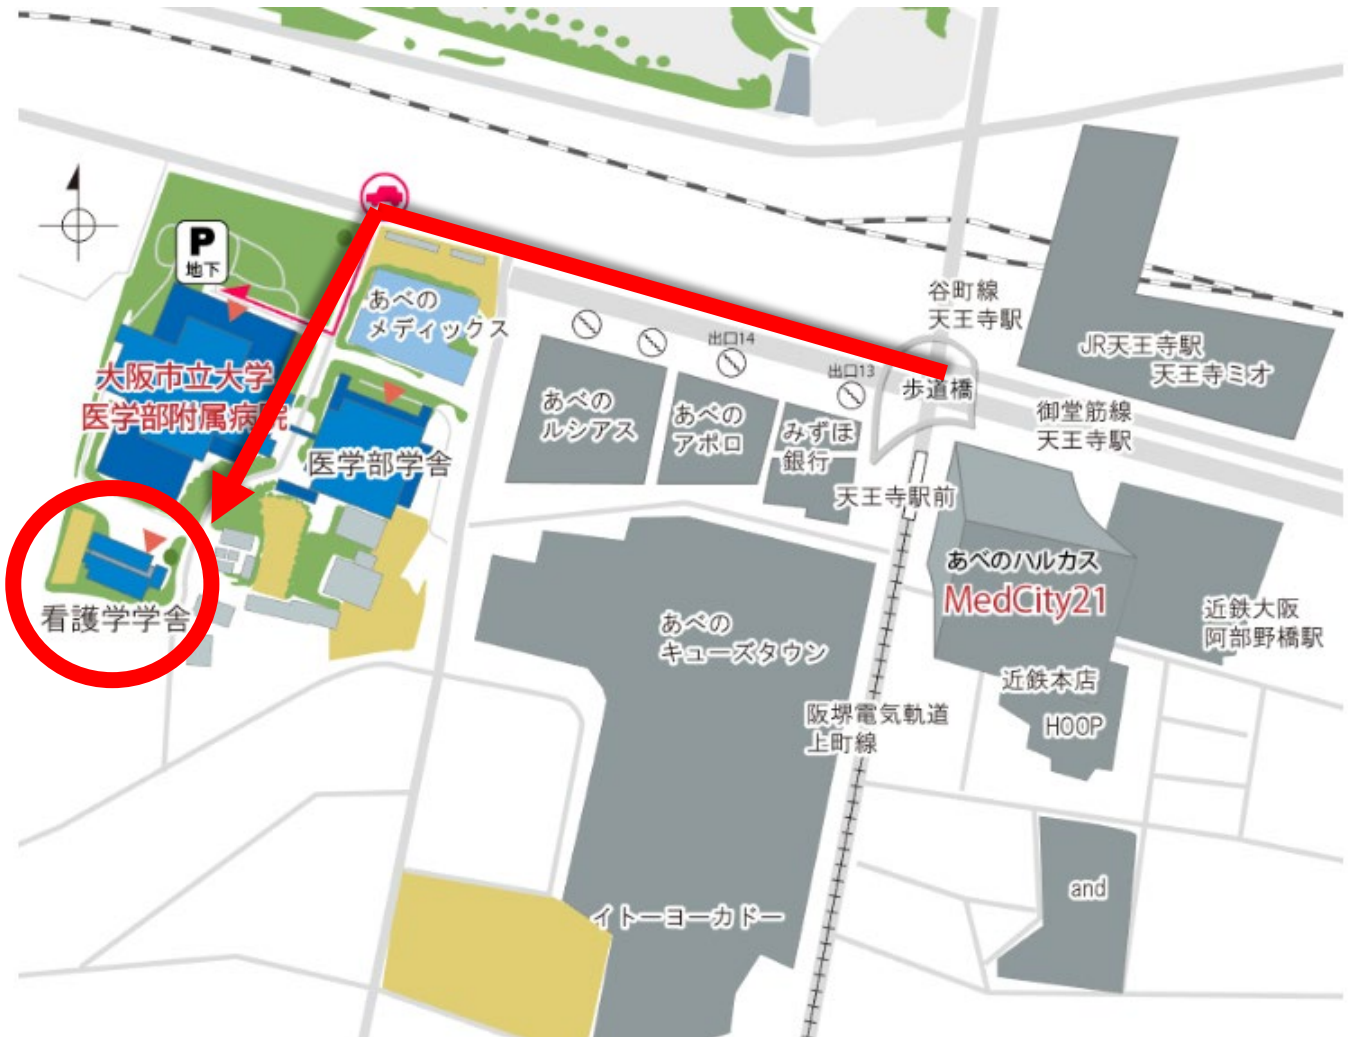 P
地下
あべの
メディックス
大阪市立大学
医学部附属病院
医学部学舎
看護学学舎
あべの
ルシアス
あべの
アポロ
みずほ
銀行
出口14
出口13
歩道橋
谷町線
天王寺駅
JR天王寺駅
天王寺ミオ
御堂筋線
天王寺駅
天王寺駅前
あべのハルカス
MedCity21
近鉄大阪
阿部野橋駅
近鉄本店
HOOP
あべの
キューズタウン
阪堺電気軌道
上町線
and
イトーヨーカドー